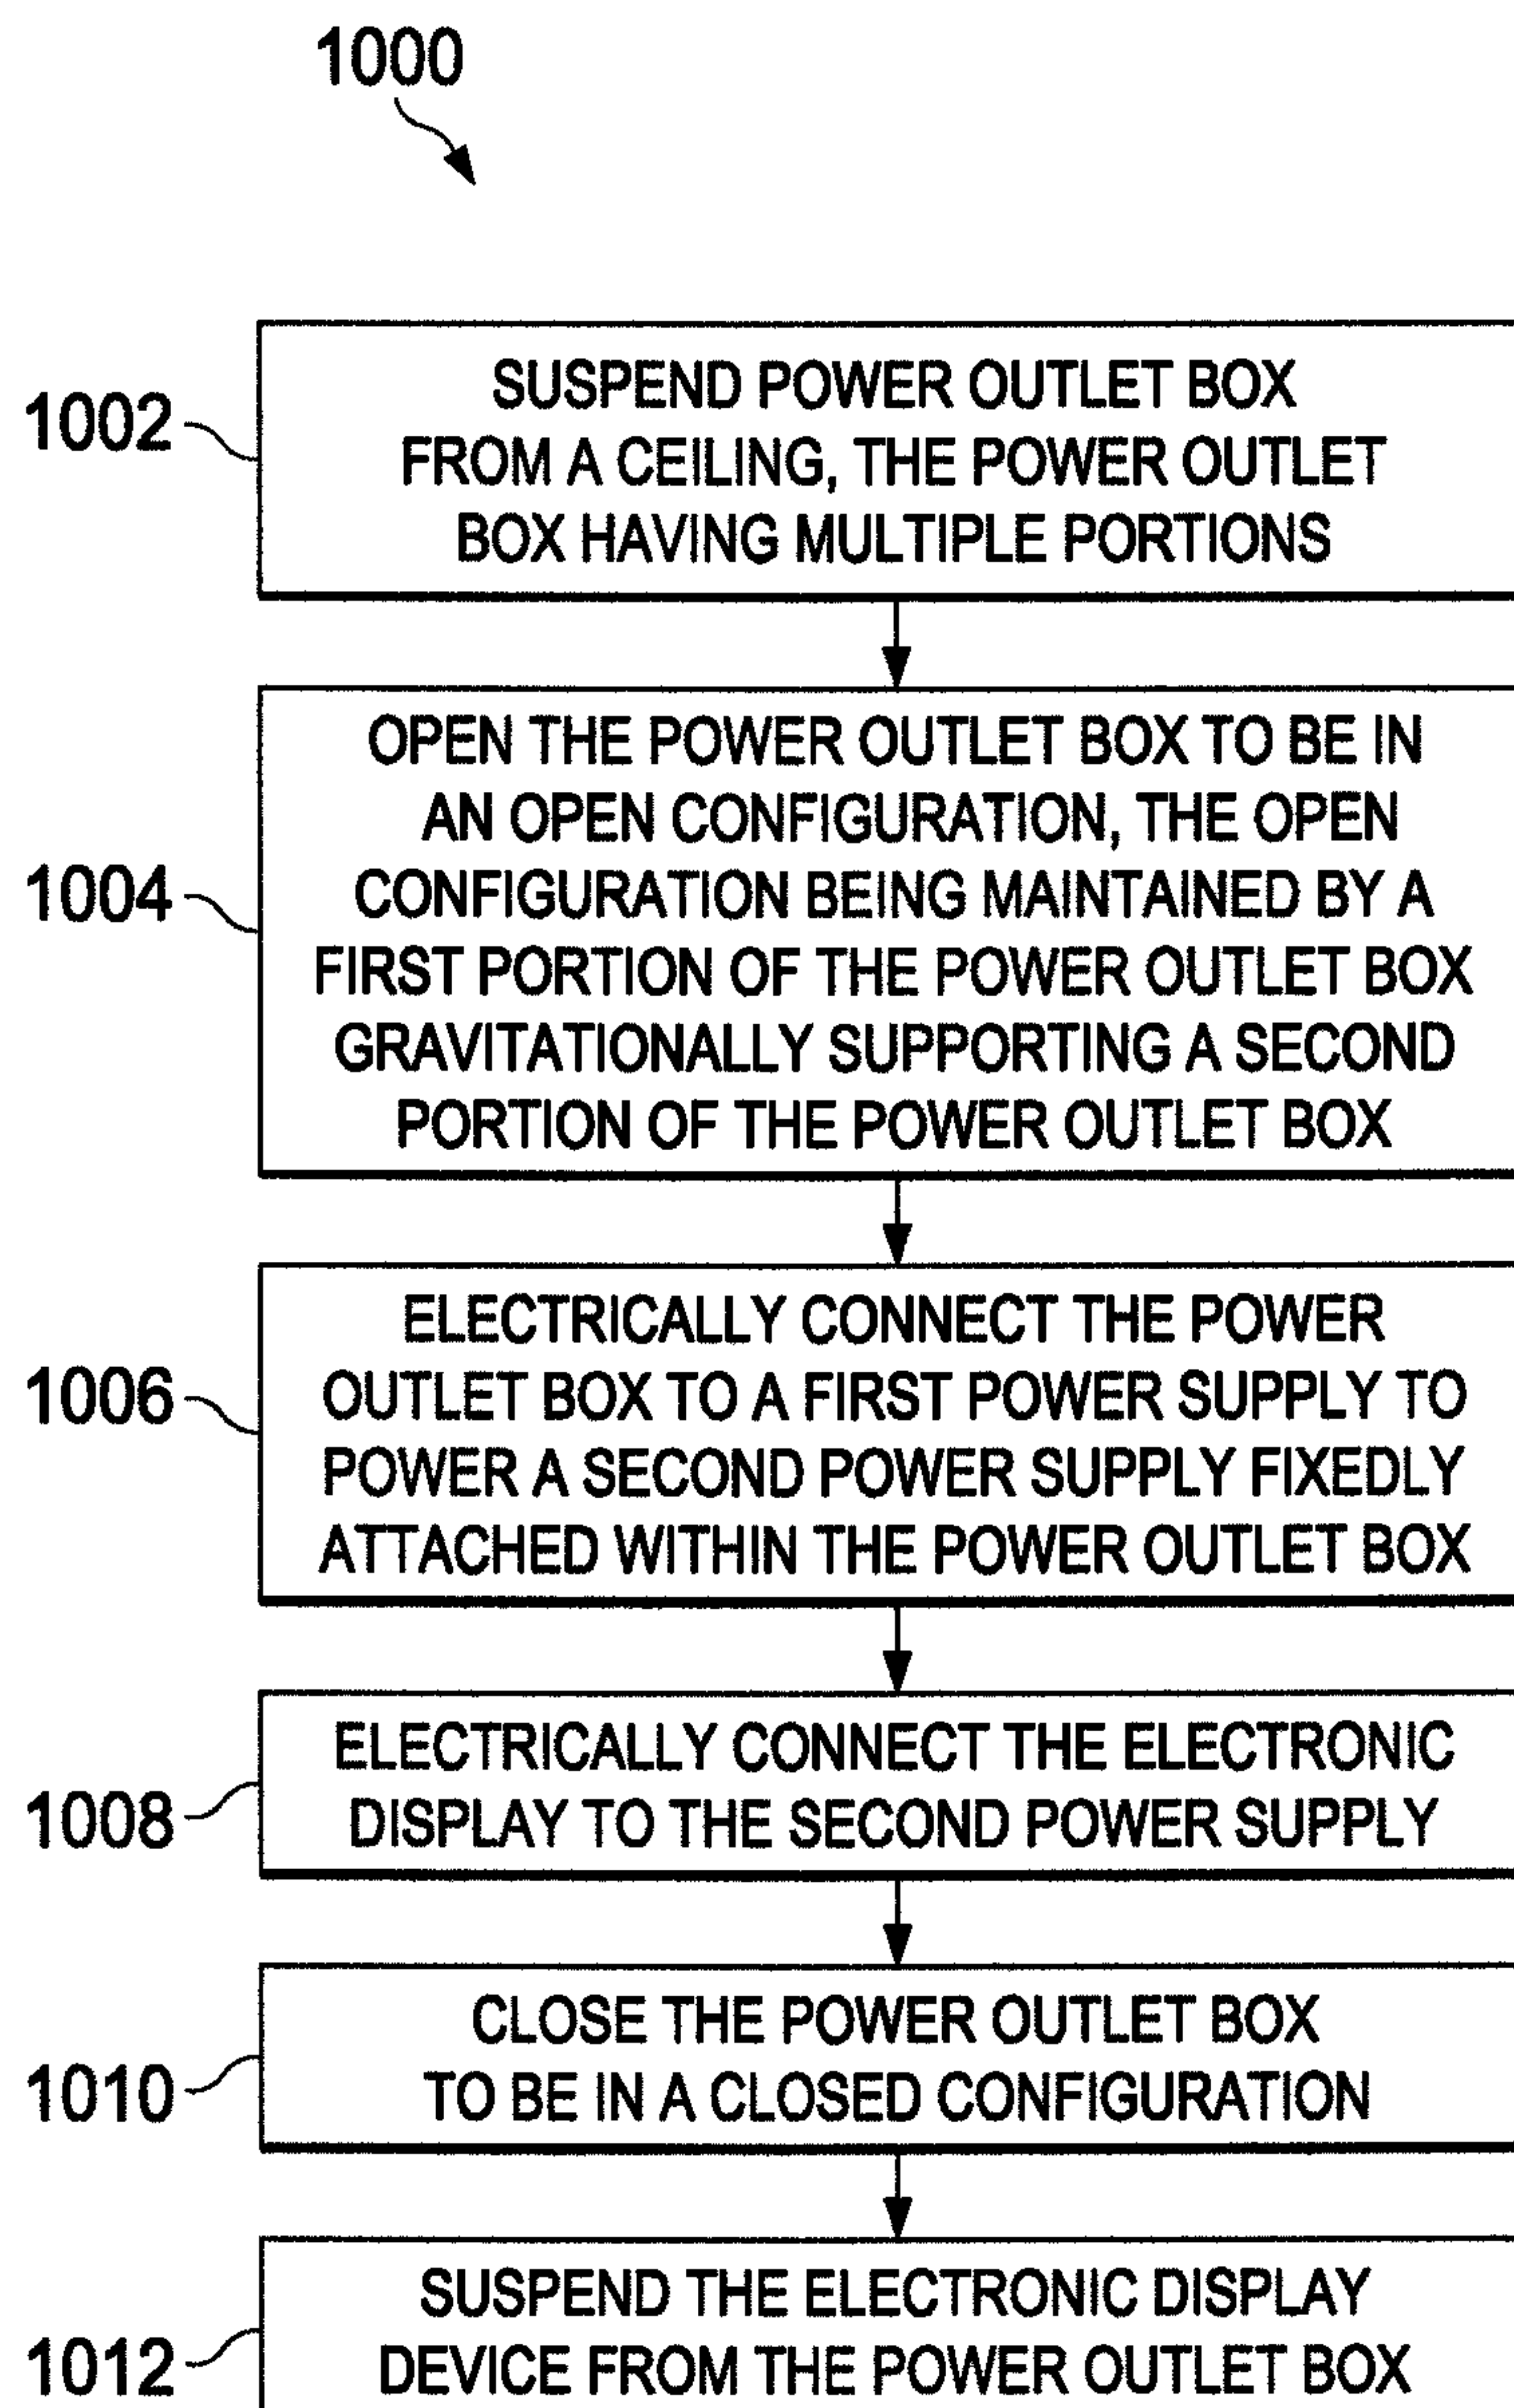 1000
1002
SUSPEND POWER OUTLET BOX
FROM A CEILING, THE POWER OUTLET
BOX HAVING MULTIPLE PORTIONS
1004
OPEN THE POWER OUTLET BOX TO BE IN
AN OPEN CONFIGURATION, THE OPEN
CONFIGURATION BEING MAINTAINED BY A
FIRST PORTION OF THE POWER OUTLET BOX
GRAVITATIONALLY SUPPORTING A SECOND
PORTION OF THE POWER OUTLET BOX
1006
ELECTRICALLY CONNECT THE POWER
OUTLET BOX TO A FIRST POWER SUPPLY TO
POWER A SECOND POWER SUPPLY FIXEDLY
ATTACHED WITHIN THE POWER OUTLET BOX
1008
ELECTRICALLY CONNECT THE ELECTRONIC
DISPLAY TO THE SECOND POWER SUPPLY
1010
CLOSE THE POWER OUTLET BOX
TO BE IN A CLOSED CONFIGURATION
1012
SUSPEND THE ELECTRONIC DISPLAY
DEVICE FROM THE POWER OUTLET BOX